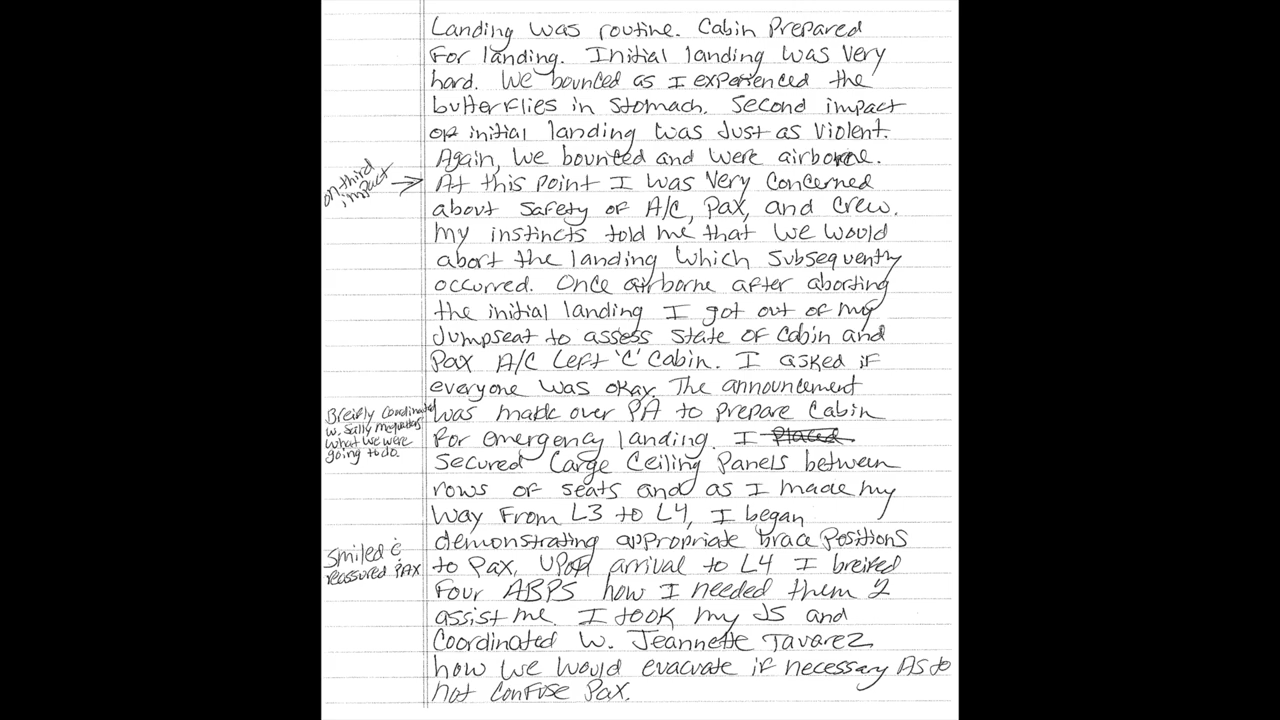 Landing was routine. Cabin Prepared
For landing. Initial landing was very
hard. We bounced as I experienced the
butterflies in stomach. Second impact
of initial landing was just as violent.
Again, we bounced and were airborne.
on third
impact →
At this point I was very concerned
about safety of A/C, Pax, and crew.
My instincts told me that we would
abort the landing which subsequently
occurred. Once airborne after aborting
the initial landing I got out of my
Jumpseat to assess state of cabin and
Pax A/C Left 'C' Cabin. I asked if
everyone was okay. The announcement
Breifly Coordinated
w. Sally
what we were
going to do.
was made over PA to prepare Cabin
for emergency landing. I Placed
secured large ceiling panels between
rows of seats and as I made my
way from L3 to L4, I began
demonstrating appropriate brace positions
smiled &
reassured PAX
to Pax. Upon arrival to L4 I breifed
Four ABPS how I needed them 2
assist me. I took my JS and
Coordinated w. Jeannette Tavarez
how we would evacuate if necessary As to
not confuse Pax.